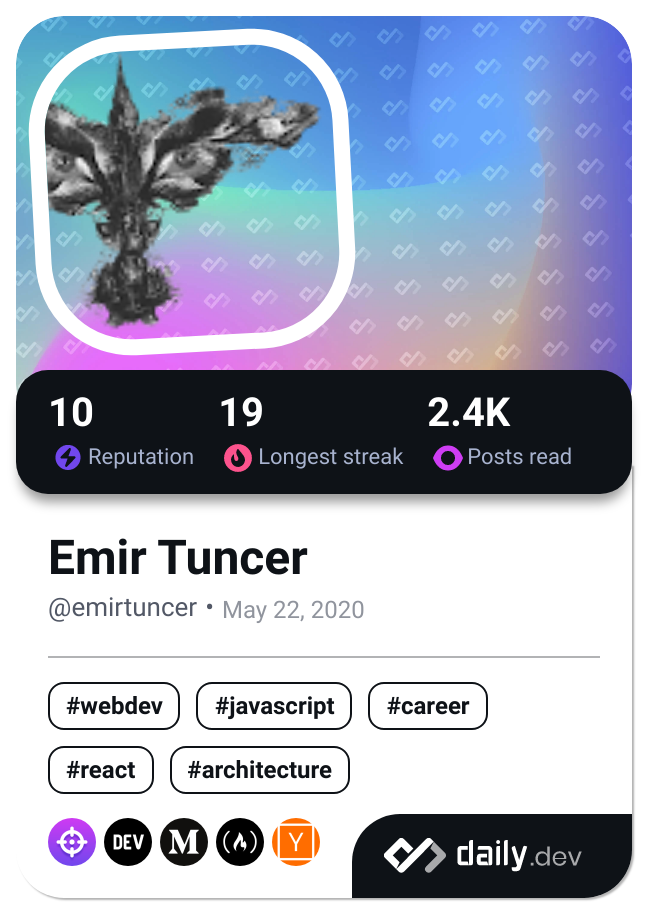 10 19 2.4K
Reputation Longest streak Posts read
Emir Tuncer
@emirtuncer • May 22, 2020
#webdev #javascript #career
#react #architecture
DEV M Y daily.dev